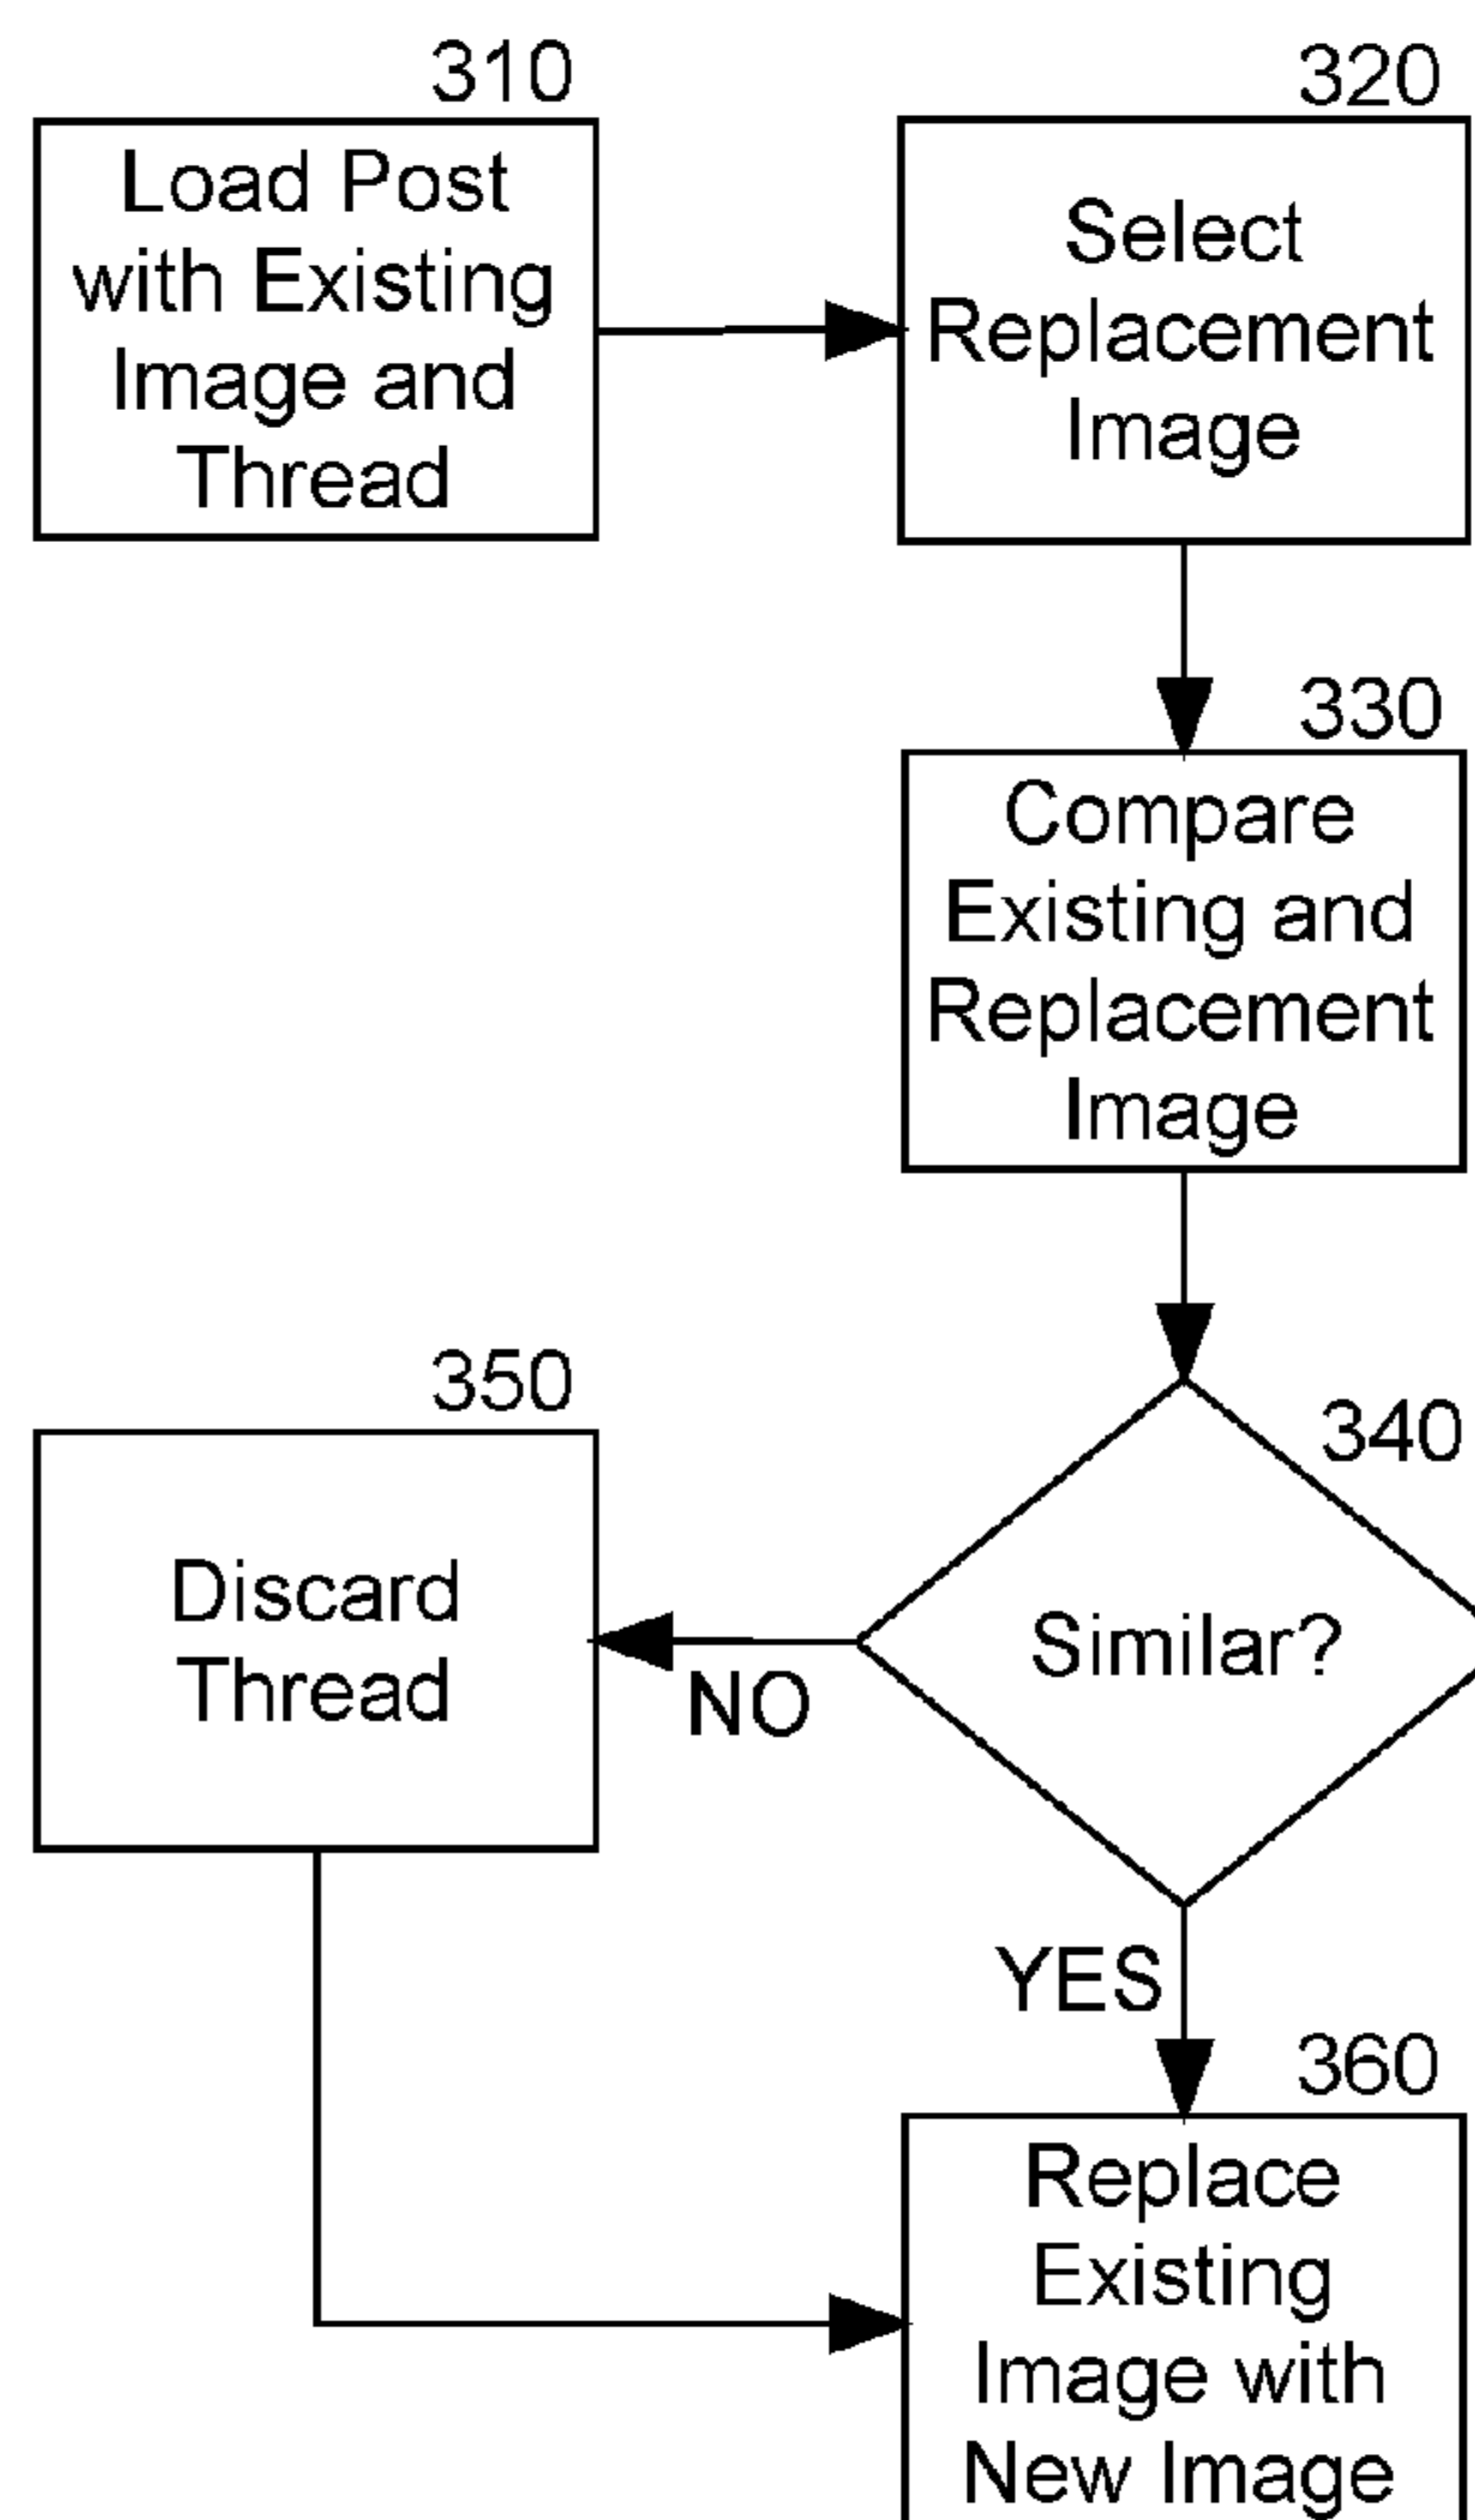 310
Load Post
with Existing
Image and
Thread
320
Select
Replacement
Image
330
Compare
Existing and
Replacement
Image
340
Similar?
NO
350
Discard
Thread
YES
360
Replace
Existing
Image with
New Image